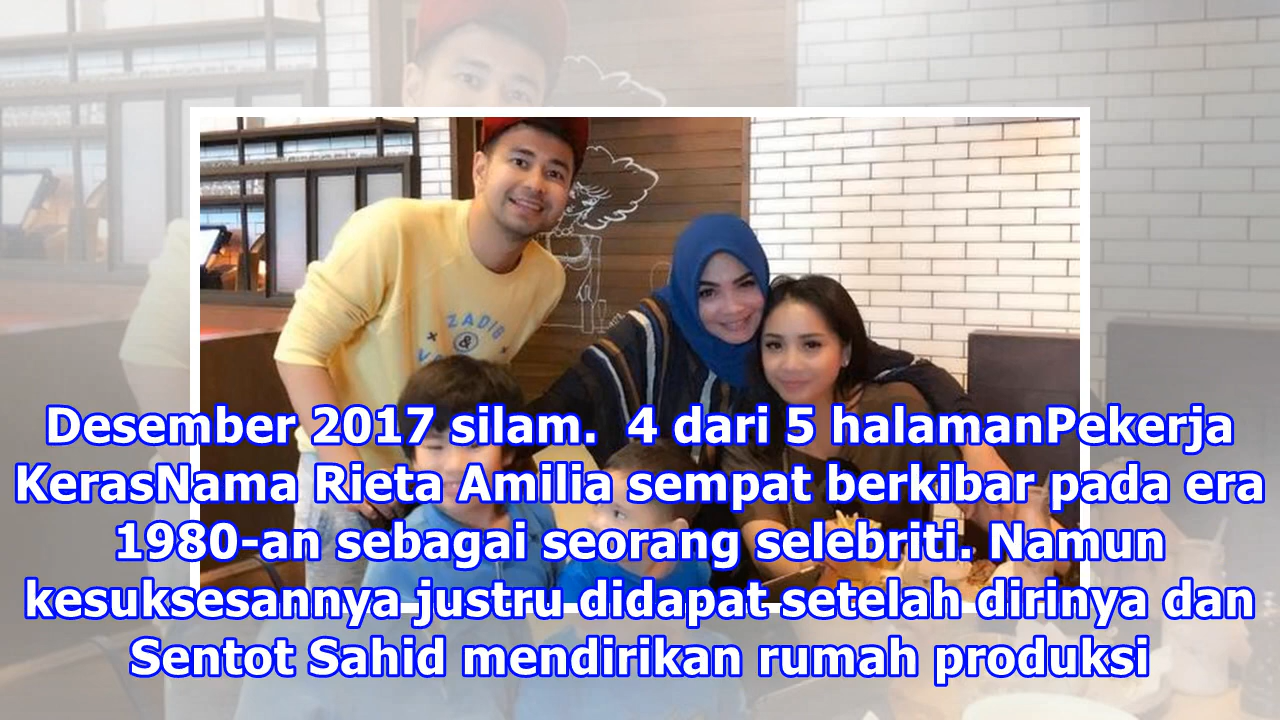 ZADIG
&
Desember 2017 silam.  4 dari 5 halamanPekerja
KerasNama Rieta Amilia sempat berkibar pada era
1980-an sebagai seorang selebriti. Namun
kesuksesannya justru didapat setelah dirinya dan
Sentot Sahid mendirikan rumah produksi